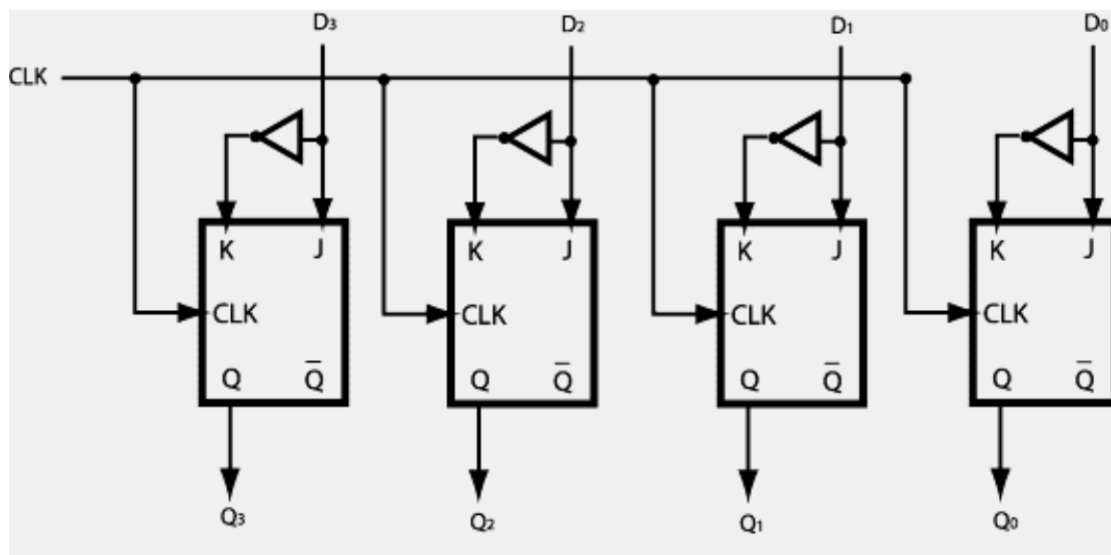 D₃ D₂ D₁ D₀
CLK
K J K J K J K J
CLK CLK CLK CLK
Q Q̅ Q Q̅ Q Q̅ Q Q̅
Q₃ Q₂ Q₁ Q₀